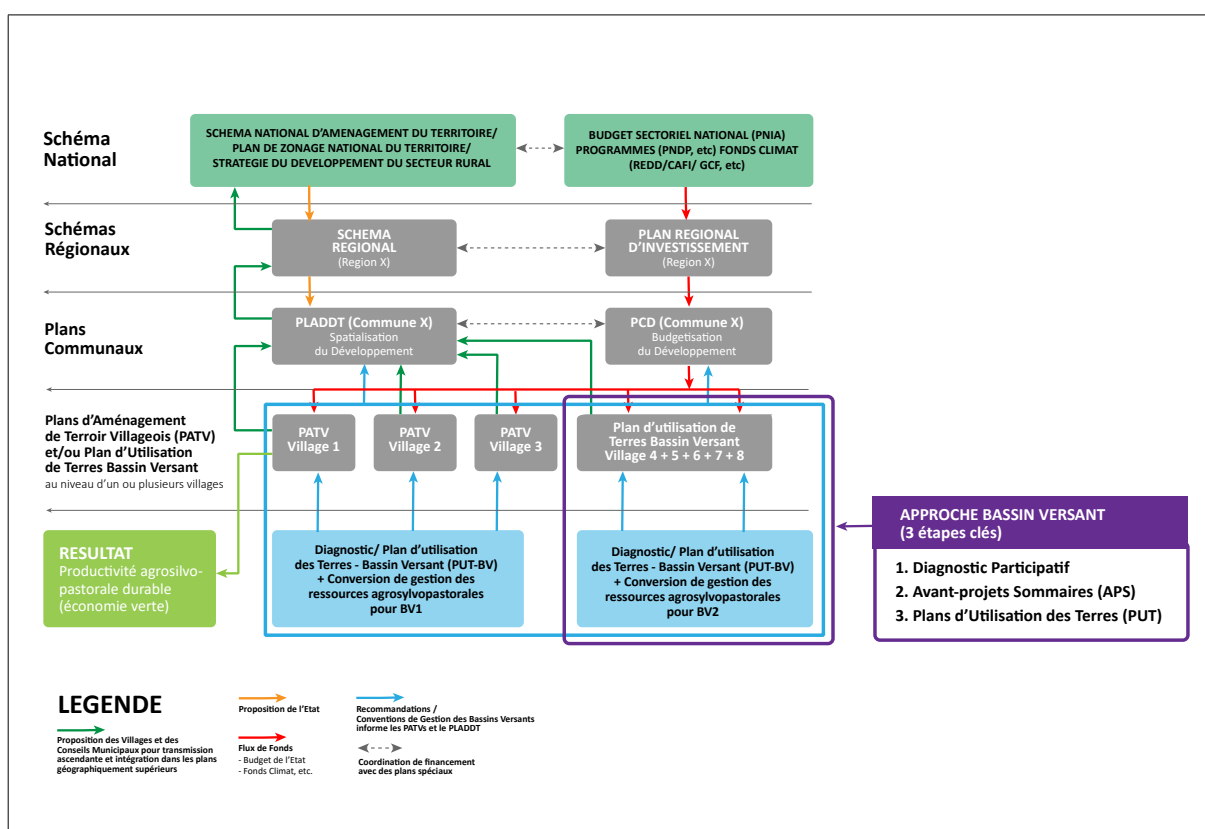 Schéma
National
SCHEMA NATIONAL D'AMENAGEMENT DU TERRITOIRE/
PLAN DE ZONAGE NATIONAL DU TERRITOIRE/
STRATEGIE DU DEVELOPPEMENT DU SECTEUR RURAL
BUDGET SECTORIEL NATIONAL (PNIA)
PROGRAMMES (PNDP, etc) FONDS CLIMAT
(REDD/CAFI/ GCF, etc)
Schémas
Régionaux
SCHEMA
REGIONAL
(Region X)
PLAN REGIONAL
D'INVESTISSEMENT
(Region X)
Plans
Communaux
PLADDT (Commune X)
Spatialisation
du Développement
PCD (Commune X)
Budgetisation
du Développement
Plans d'Aménagement
de Terroir Villageois (PATV)
et/ou Plan d'Utilisation
de Terres Bassin Versant
au niveau d'un ou plusieurs villages
PATV
Village 1
PATV
Village 2
PATV
Village 3
Plan d'utilisation de
Terres Bassin Versant
Village 4 + 5 + 6 + 7 + 8
RESULTAT
Productivité agrosilvo-
pastorale durable
(économie verte)
Diagnostic/ Plan d'utilisation
des Terres - Bassin Versant (PUT-BV)
+ Conversion de gestion des
ressources agrosylvopastorales
pour BV1
Diagnostic/ Plan d'utilisation
des Terres - Bassin Versant (PUT-BV)
+ Conversion de gestion des
ressources agrosylvopastorales
pour BV2
APPROCHE BASSIN VERSANT
(3 étapes clés)
1. Diagnostic Participatif
2. Avant-projets Sommaires (APS)
3. Plans d'Utilisation des Terres (PUT)
LEGENDE
Proposition des Villages et des
Conseils Municipaux pour transmission
ascendante et intégration dans les plans
géographiquement supérieurs
Proposition de l'Etat
Flux de Fonds
- Budget de l'Etat
- Fonds Climat, etc.
Recommandations /
Conventions de Gestion des Bassins Versants
informe les PATVs et le PLADDT
Coordination de financement
avec des plans spéciaux